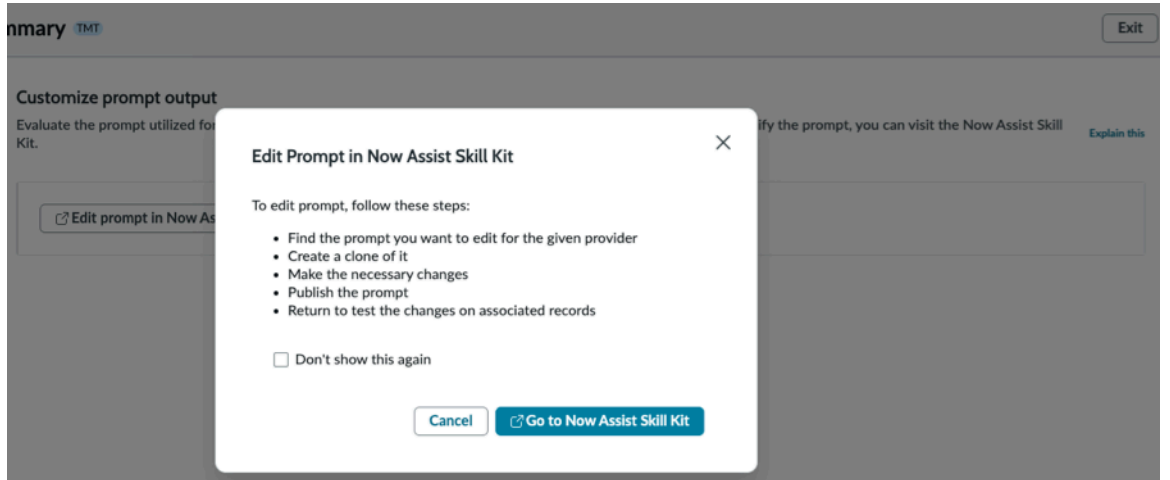 mmary TMT
Exit
Customize prompt output
Evaluate the prompt utilized for
ify the prompt, you can visit the Now Assist Skill
Kit.
Explain this
Edit prompt in Now As
Edit Prompt in Now Assist Skill Kit
To edit prompt, follow these steps:
• Find the prompt you want to edit for the given provider
• Create a clone of it
• Make the necessary changes
• Publish the prompt
• Return to test the changes on associated records
Don't show this again
Cancel
Go to Now Assist Skill Kit